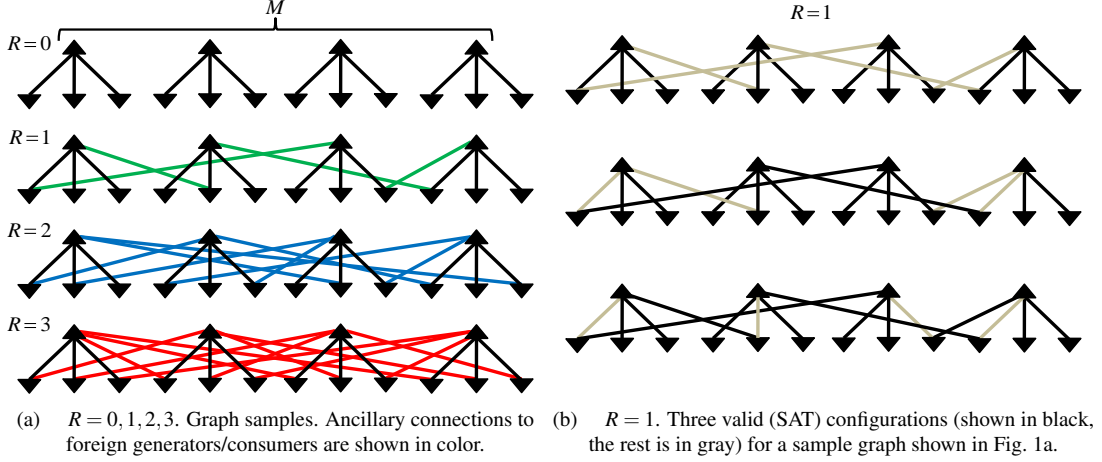 M
R=0
R=1
R=2
R=3
(a) R = 0,1,2,3. Graph samples. Ancillary connections to
foreign generators/consumers are shown in color.
R=1
(b) R = 1. Three valid (SAT) configurations (shown in black,
the rest is in gray) for a sample graph shown in Fig. 1a.